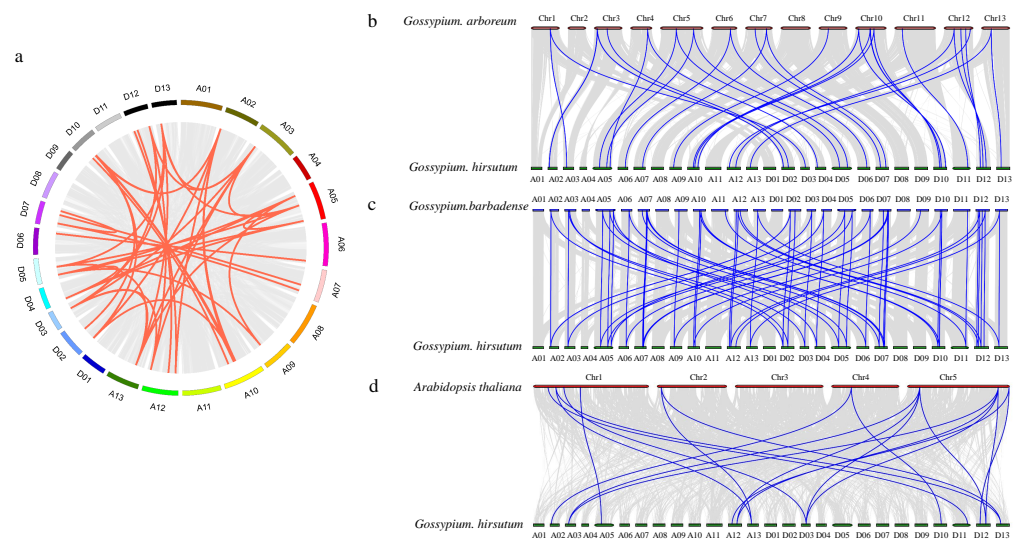 a
D12
D13
A01
A02
A03
A04
A05
A06
A07
A08
A09
A10
A11
A12
A13
D01
D02
D03
D04
D05
D06
D07
D08
D09
D10
D11
b
Gossypium. arboreum
Chr1 Chr2 Chr3 Chr4 Chr5 Chr6 Chr7 Chr8 Chr9 Chr10 Chr11 Chr12 Chr13
Gossypium. hirsutum
A01 A02 A03 A04 A05 A06 A07 A08 A09 A10 A11 A12 A13 D01 D02 D03 D04 D05 D06 D07 D08 D09 D10 D11 D12 D13
c
Gossypium.barbadense
A01 A02 A03 A04 A05 A06 A07 A08 A09 A10 A11 A12 A13 D01 D02 D03 D04 D05 D06 D07 D08 D09 D10 D11 D12 D13
Gossypium. hirsutum
A01 A02 A03 A04 A05 A06 A07 A08 A09 A10 A11 A12 A13 D01 D02 D03 D04 D05 D06 D07 D08 D09 D10 D11 D12 D13
d
Arabidopsis thaliana
Chr1 Chr2 Chr3 Chr4 Chr5
Gossypium. hirsutum
A01 A02 A03 A04 A05 A06 A07 A08 A09 A10 A11 A12 A13 D01 D02 D03 D04 D05 D06 D07 D08 D09 D10 D11 D12 D13